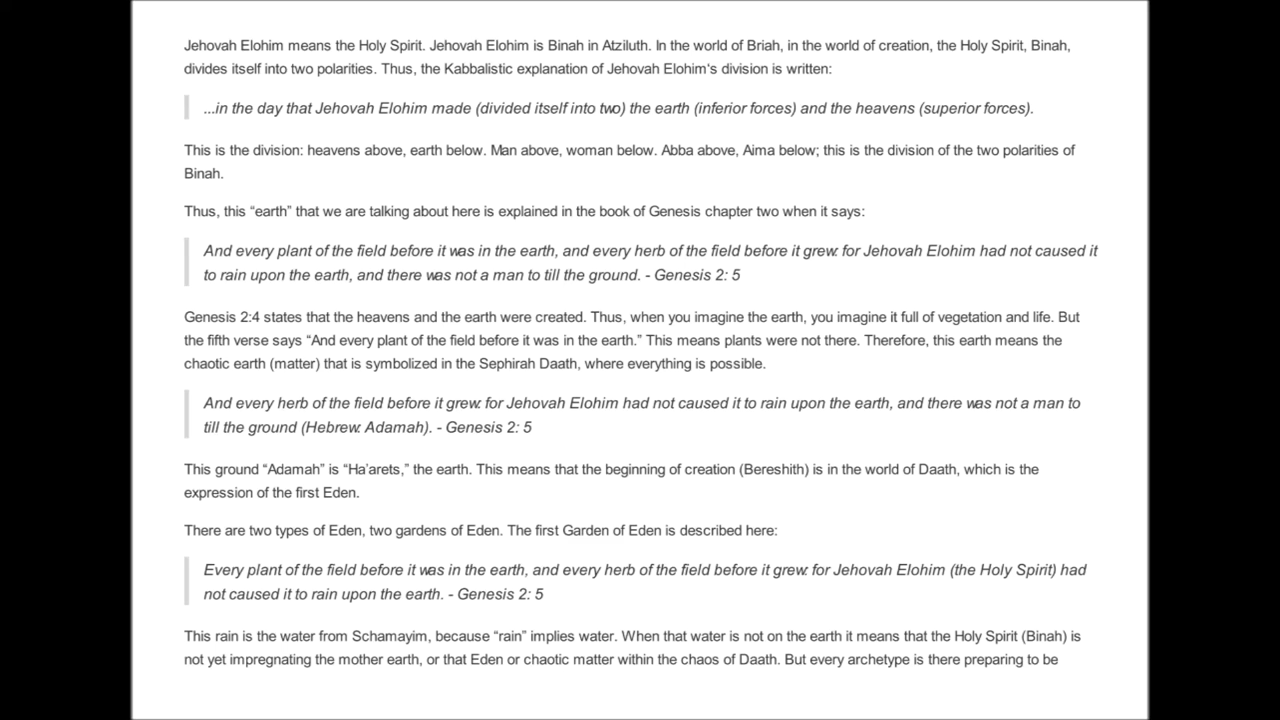 Jehovah Elohim means the Holy Spirit. Jehovah Elohim is Binah in Atziluth. In the world of Briah, in the world of creation, the Holy Spirit, Binah,
divides itself into two polarities. Thus, the Kabbalistic explanation of Jehovah Elohim's division is written:
...in the day that Jehovah Elohim made (divided itself into two) the earth (inferior forces) and the heavens (superior forces).
This is the division: heavens above, earth below. Man above, woman below. Abba above, Aima below; this is the division of the two polarities of
Binah.
Thus, this “earth” that we are talking about here is explained in the book of Genesis chapter two when it says:
And every plant of the field before it was in the earth, and every herb of the field before it grew: for Jehovah Elohim had not caused it
to rain upon the earth, and there was not a man to till the ground. - Genesis 2: 5
Genesis 2:4 states that the heavens and the earth were created. Thus, when you imagine the earth, you imagine it full of vegetation and life. But
the fifth verse says “And every plant of the field before it was in the earth.” This means plants were not there. Therefore, this earth means the
chaotic earth (matter) that is symbolized in the Sephirah Daath, where everything is possible.
And every herb of the field before it grew: for Jehovah Elohim had not caused it to rain upon the earth, and there was not a man to
till the ground (Hebrew: Adamah). - Genesis 2: 5
This ground “Adamah” is “Ha’arets,” the earth. This means that the beginning of creation (Bereshith) is in the world of Daath, which is the
expression of the first Eden.
There are two types of Eden, two gardens of Eden. The first Garden of Eden is described here:
Every plant of the field before it was in the earth, and every herb of the field before it grew: for Jehovah Elohim (the Holy Spirit) had
not caused it to rain upon the earth. - Genesis 2: 5
This rain is the water from Schamayim, because “rain” implies water. When that water is not on the earth it means that the Holy Spirit (Binah) is
not yet impregnating the mother earth, or that Eden or chaotic matter within the chaos of Daath. But every archetype is there preparing to be